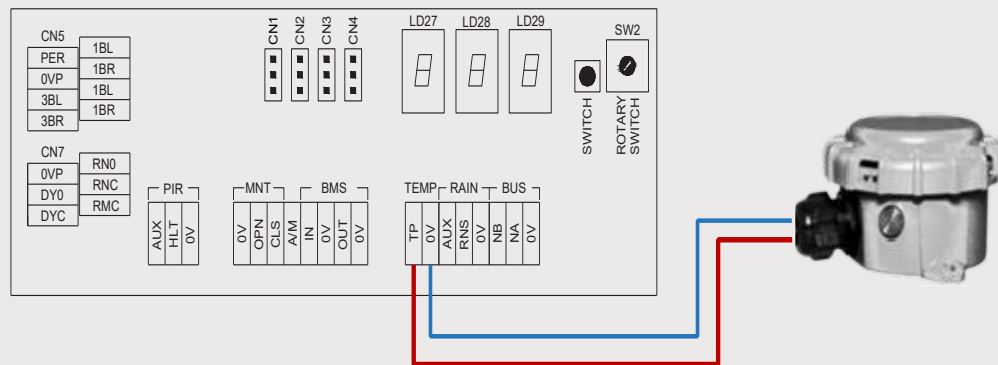 CN5
PER
0VP
3BL
3BR
1BL
1BR
1BL
1BR
CN7
0VP
DY0
DYC
RN0
RNC
RMC
CN1
CN2
CN3
CN4
LD27
LD28
LD29
SWITCH
SW2
ROTARY
SWITCH
PIR
AUX
HLT
0V
MNT
BMS
0V
OPN
CLS
A/M
IN
0V
OUT
0V
TEMP
RAIN
BUS
TP
0V
AUX
RNS
0V
NB
NA
0V